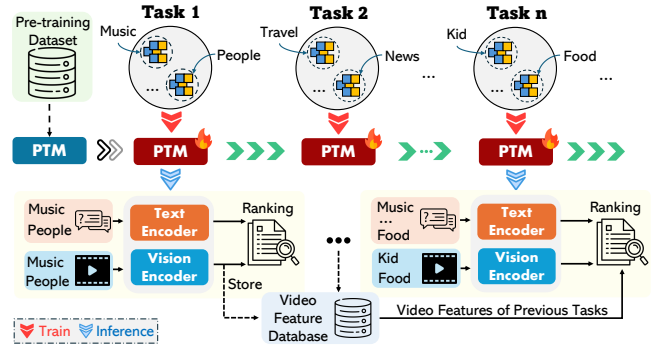 Pre-training
Dataset
Task 1
Task 2
Task n
Music
People
...
Travel
News
...
...
Kid
Food
...
...
PTM
PTM
PTM
...
PTM
Music
People
Text
Encoder
Ranking
Music
People
Vision
Encoder
Store
...
Music
...
Food
Text
Encoder
Ranking
Kid
Food
Vision
Encoder
Video
Feature
Database
Video Features of Previous Tasks
Train
Inference